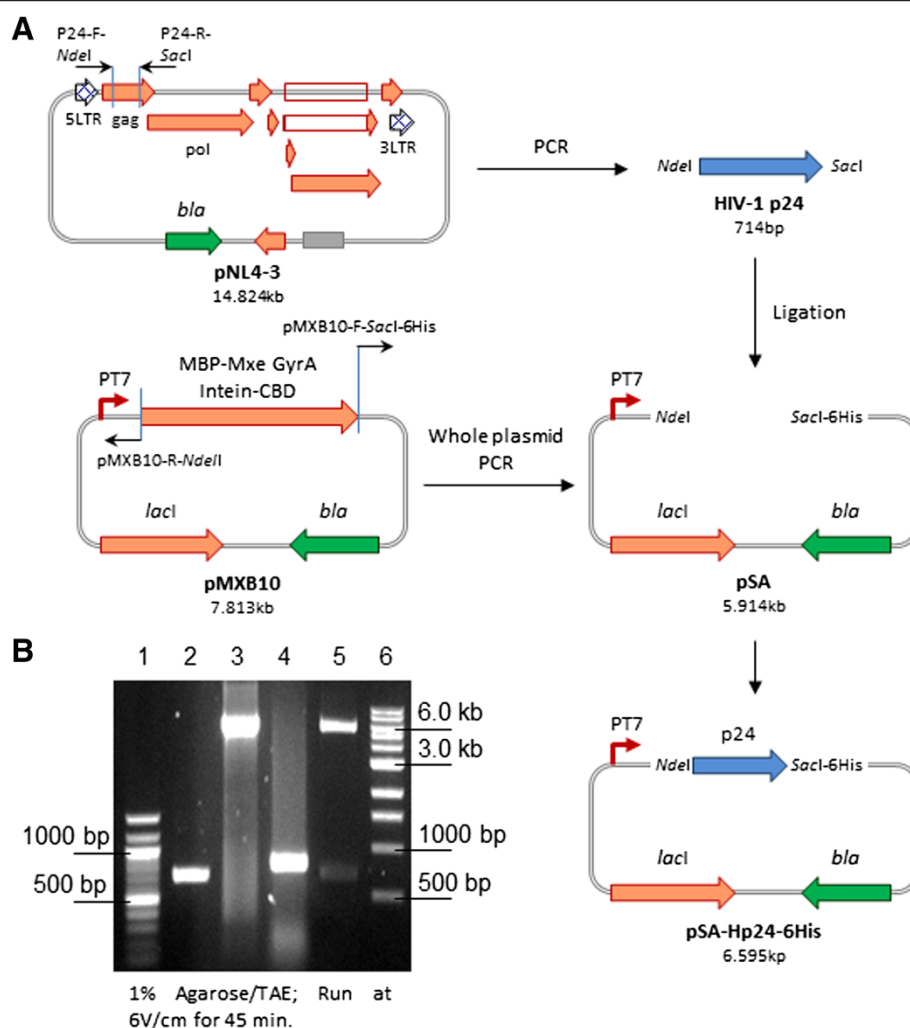 A
P24-F-
NdeI
P24-R-
SacI
5LTR
gag
pol
3LTR
bla
pNL4-3
14.824kb
PCR
NdeI
SacI
HIV-1 p24
714bp
Ligation
pMXB10-F-SacI-6His
MBP-Mxe GyrA
Intein-CBD
PT7
pMXB10-R-NdeII
lacI
bla
pMXB10
7.813kb
Whole plasmid
PCR
PT7
NdeI
SacI-6His
lacI
bla
pSA
5.914kb
B
1 2 3 4 5 6
6.0 kb
3.0 kb
1000 bp
1000 bp
500 bp
500 bp
1% Agarose/TAE; Run at
6V/cm for 45 min.
PT7
p24
NdeI
SacI-6His
lacI
bla
pSA-Hp24-6His
6.595kp